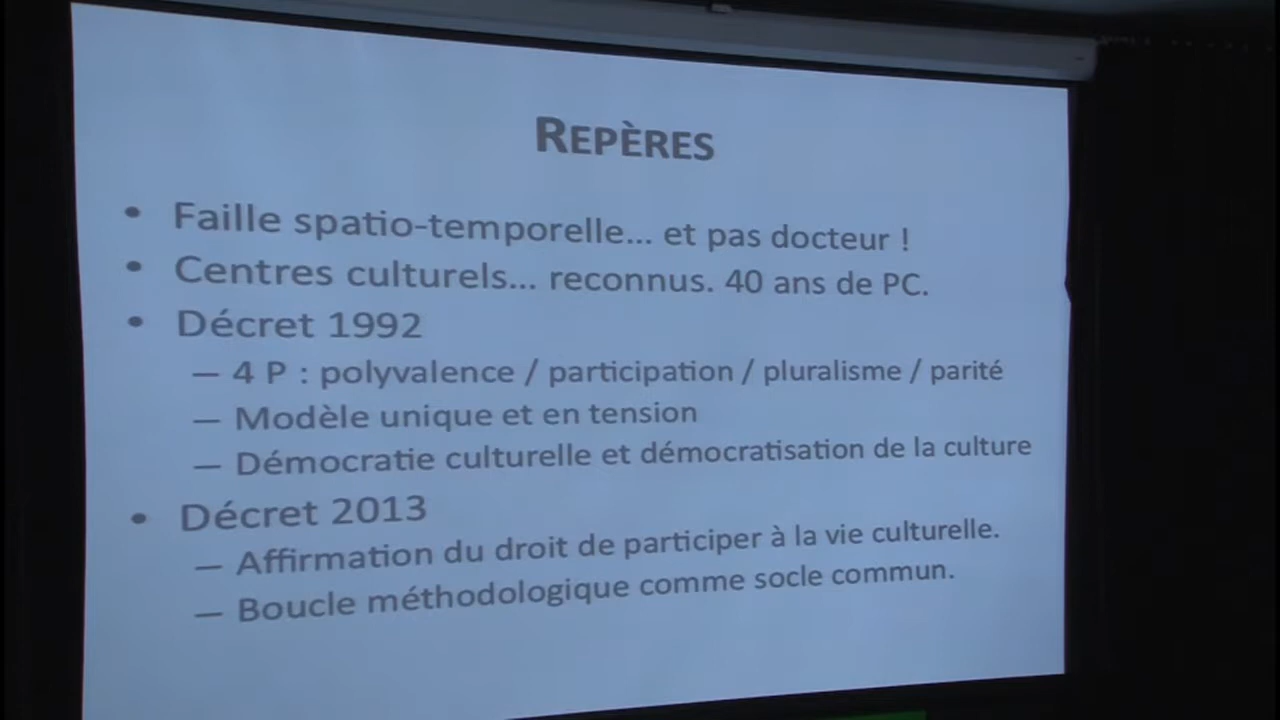 REPÈRES
• Faille spatio-temporelle... et pas docteur !
• Centres culturels... reconnus. 40 ans de PC.
• Décret 1992
– 4 P : polyvalence / participation / pluralisme / parité
– Modèle unique et en tension
– Démocratie culturelle et démocratisation de la culture
• Décret 2013
– Affirmation du droit de participer à la vie culturelle.
– Boucle méthodologique comme socle commun.